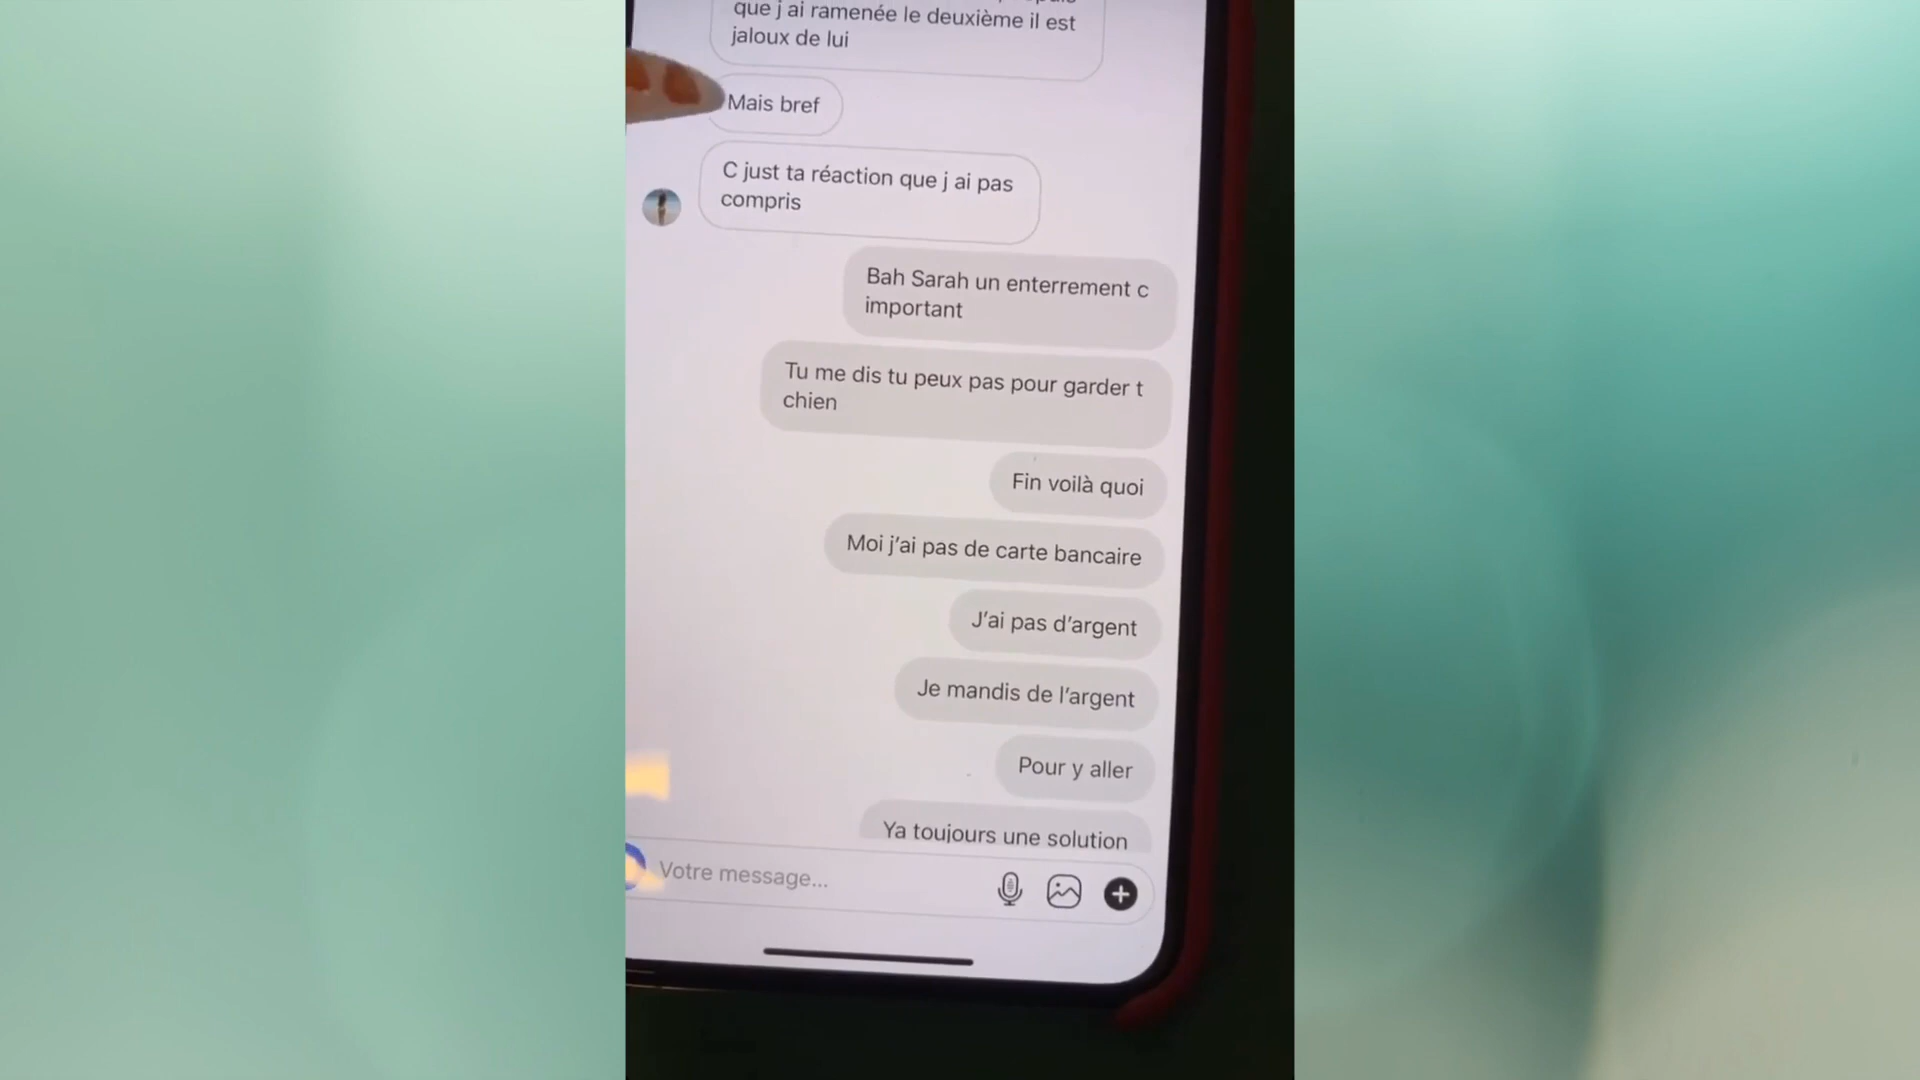 que j ai ramenée le deuxième il est
jaloux de lui
Mais bref
C just ta réaction que j ai pas
compris
Bah Sarah un enterrement c
important
Tu me dis tu peux pas pour garder t
chien
Fin voilà quoi
Moi j'ai pas de carte bancaire
J'ai pas d'argent
Je mandis de l'argent
Pour y aller
Ya toujours une solution
Votre message...